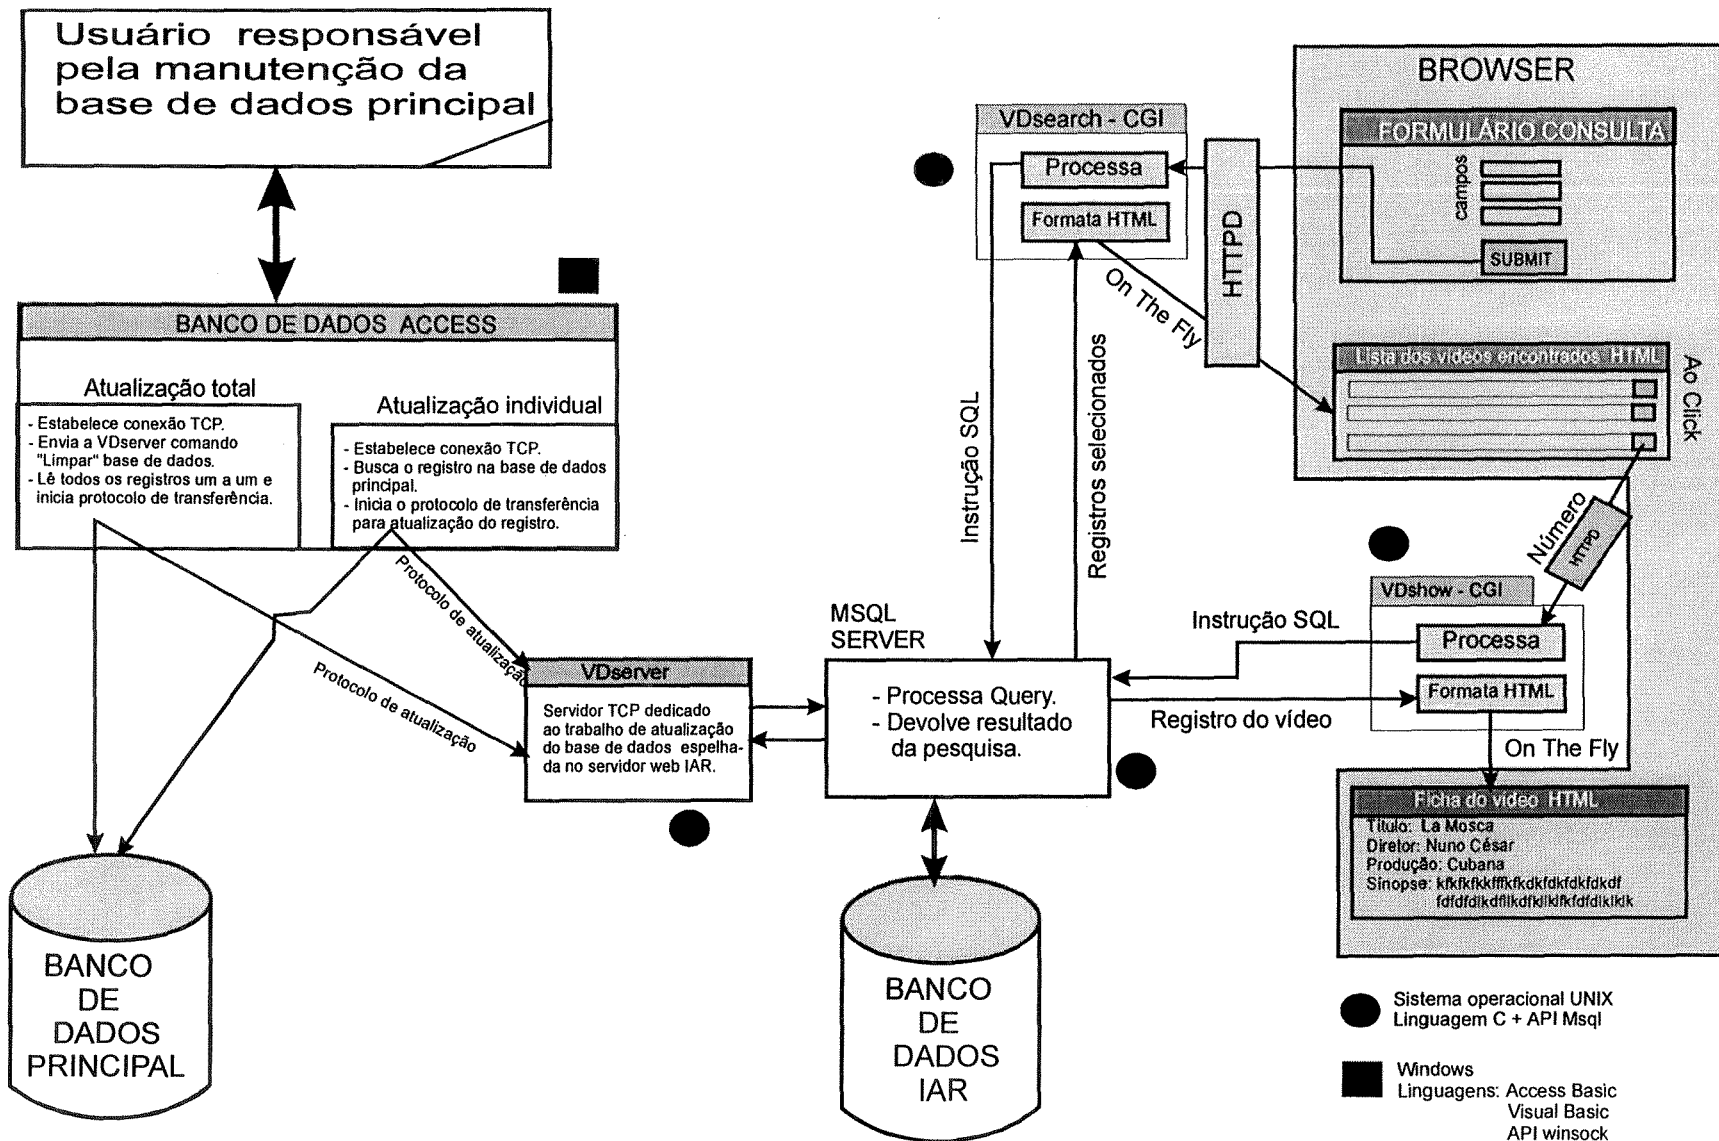 Usuário responsável
pela manutenção da
base de dados principal
BANCO DE DADOS ACCESS
Atualização total
- Estabelece conexão TCP.
- Envia a VDserver comando
"Limpar" base de dados.
- Lê todos os registros um a um e
inicia protocolo de transferência.
Atualização individual
- Estabelece conexão TCP.
- Busca o registro na base de dados
principal.
- Inicia o protocolo de transferência
para atualização do registro.
Protocolo de atualização
Protocolo de atualização
BANCO
DE
DADOS
PRINCIPAL
VDserver
Servidor TCP dedicado
ao trabalho de atualização
do base de dados espelha-
da no servidor web IAR.
MSQL
SERVER
- Processa Query.
- Devolve resultado
da pesquisa.
BANCO
DE
DADOS
IAR
VDsearch - CGI
Processa
Formata HTML
Instrução SQL
Registros selecionados
On The Fly
HTTPD
BROWSER
FORMULÁRIO CONSULTA
campos
SUBMIT
Lista dos vídeos encontrados HTML
Ao Click
Número
HTTPD
VDshow - CGI
Processa
Formata HTML
Instrução SQL
Registro do vídeo
On The Fly
Ficha do vídeo HTML
Título: La Mosca
Diretor: Nuno César
Produção: Cubana
Sinopse:
Sistema operacional UNIX
Linguagem C + API Msql
Windows
Linguagens: Access Basic
Visual Basic
API winsock